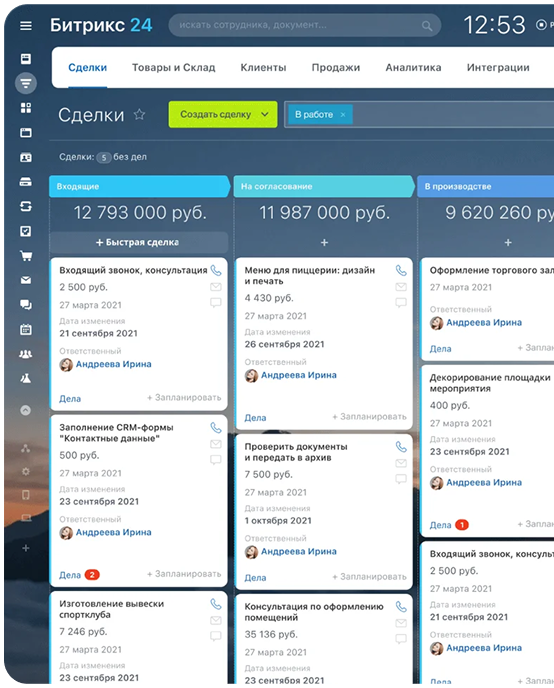 Битрикс 24
искать сотрудника, документ...
12:53
Сделки
Товары и Склад
Клиенты
Продажи
Аналитика
Интеграции
Сделки
Создать сделку
В работе ×
Сделки: 5 без дел
Входящие
12 793 000 руб.
+ Быстрая сделка
Входящий звонок, консультация
2 500 руб.
27 марта 2021
Дата изменения
21 сентября 2021
Ответственный
Андреева Ирина
Дела
+ Запланировать
Заполнение CRM-формы
"Контактные данные"
500 руб.
27 марта 2021
Дата изменения
23 сентября 2021
Ответственный
Андреева Ирина
Дела 2
+ Запланировать
Изготовление вывески
спортклуба
7 246 руб.
27 марта 2021
Дата изменения
23 сентября 2021
На согласование
11 987 000 руб.
+
Меню для пиццерии: дизайн
и печать
4 430 руб.
27 марта 2021
Дата изменения
26 сентября 2021
Ответственный
Андреева Ирина
Дела
+ Запланировать
Проверить документы
и передать в архив
7 500 руб.
27 марта 2021
Дата изменения
1 октября 2021
Ответственный
Андреева Ирина
Дела
+ Запланировать
Консультация по оформлению
помещений
35 136 руб.
27 марта 2021
Дата изменения
23 сентября 2021
В производстве
9 620 260 ру
+
Оформление торгового зал
27 марта 2021
Ответственный
Андреева Ирина
Дела
+ Заплани
Декорирование площадки
мероприятия
400 руб.
27 марта 2021
Дата изменения
23 сентября 2021
Ответственный
Андреева Ирина
Дела 1
+ Заплани
Входящий звонок, консуль
2 500 руб.
27 марта 2021
Дата изменения
21 сентября 2021
Ответственный
Андреева Ирина
Дела
+ Заплани